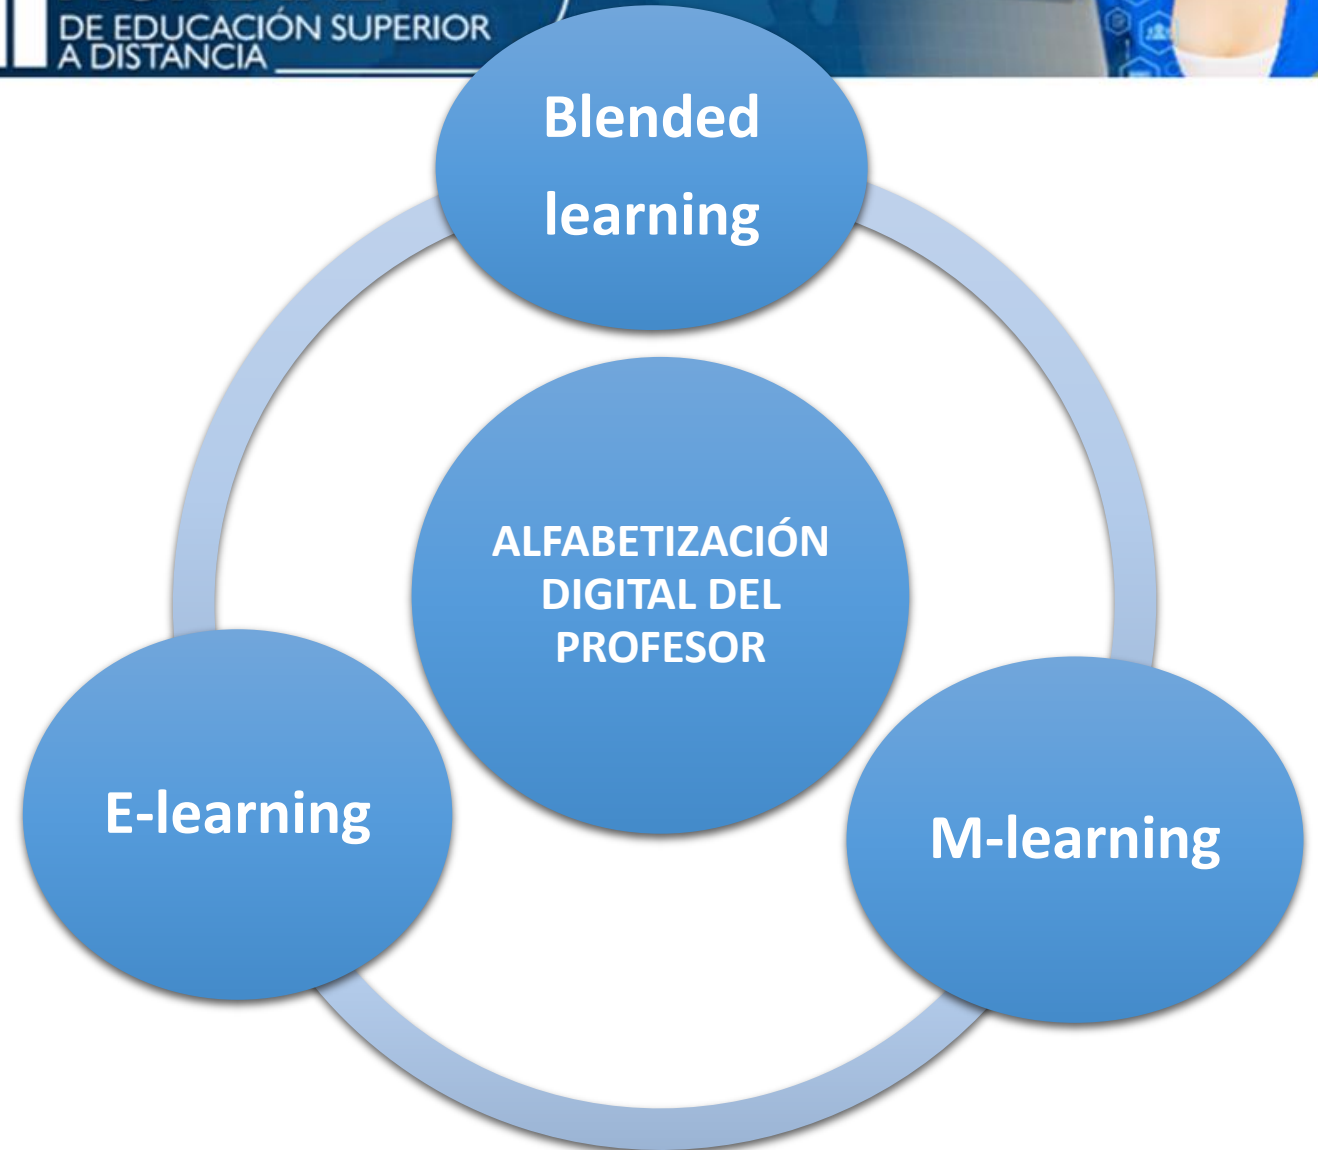 DE EDUCACIÓN SUPERIOR
A DISTANCIA
Blended
learning
ALFABETIZACIÓN
DIGITAL DEL
PROFESOR
E-learning
M-learning